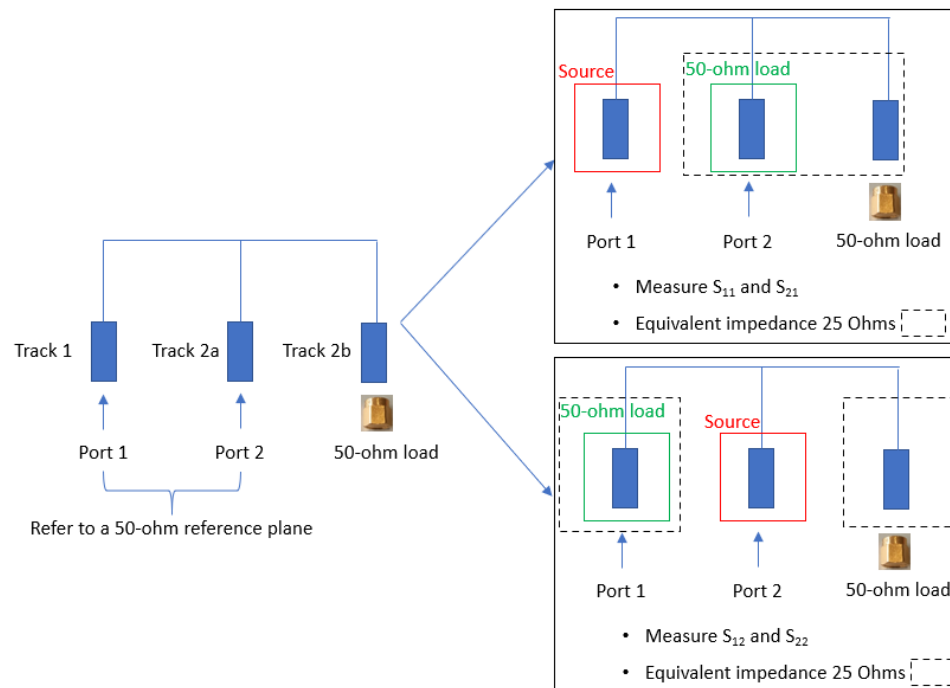 Track 1
Track 2a
Track 2b
Port 1
Port 2
50-ohm load
Refer to a 50-ohm reference plane
Source
50-ohm load
Port 1
Port 2
50-ohm load
• Measure S₁₁ and S₂₁
• Equivalent impedance 25 Ohms
50-ohm load
Source
Port 1
Port 2
50-ohm load
• Measure S₁₂ and S₂₂
• Equivalent impedance 25 Ohms